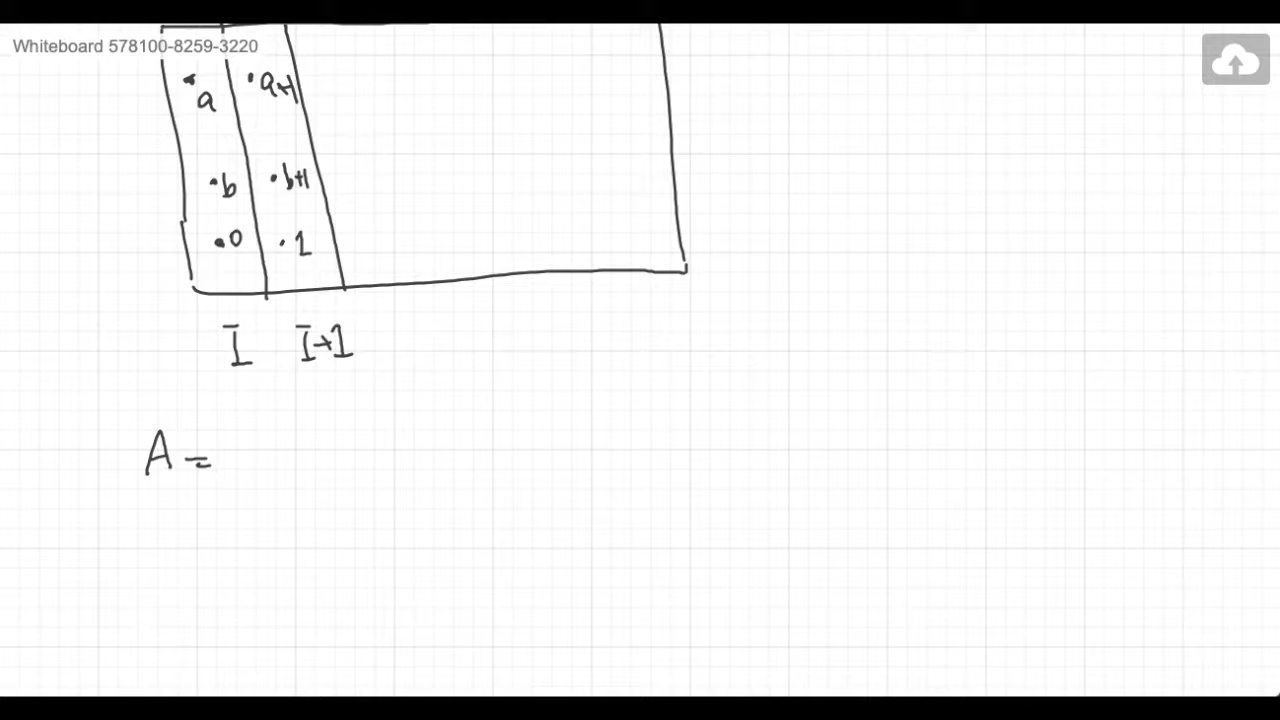 Whiteboard 578100-8259-3220
a a+1
b b+1
0 1
I I+1
A =